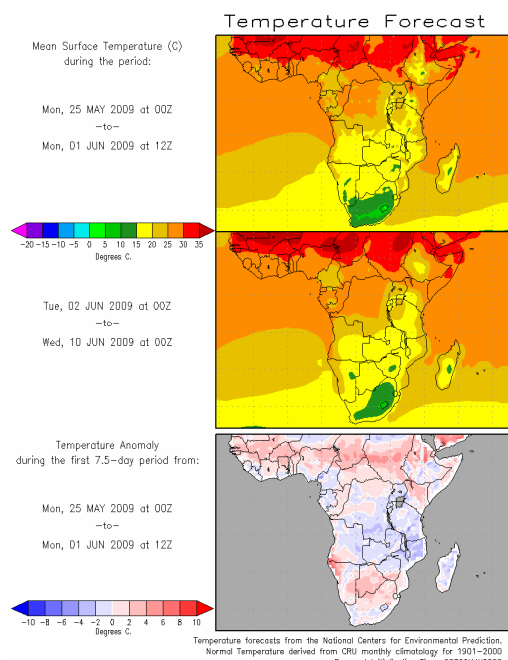 Temperature Forecast
Mean Surface Temperature (C)
during the period:
Mon, 25 MAY 2009 at 00Z
-to-
Mon, 01 JUN 2009 at 12Z
-20 -15 -10 -5 0 5 10 15 20 25 30 35
Degrees C.
Tue, 02 JUN 2009 at 00Z
-to-
Wed, 10 JUN 2009 at 00Z
Temperature Anomaly
during the first 7.5-day period from:
Mon, 25 MAY 2009 at 00Z
-to-
Mon, 01 JUN 2009 at 12Z
-10 -8 -6 -4 -2 0 2 4 6 8 10
Degrees C.
Temperature forecasts from the National Centers for Environmental Prediction.
Normal Temperature derived from CRU monthly climatology for 1901-2000